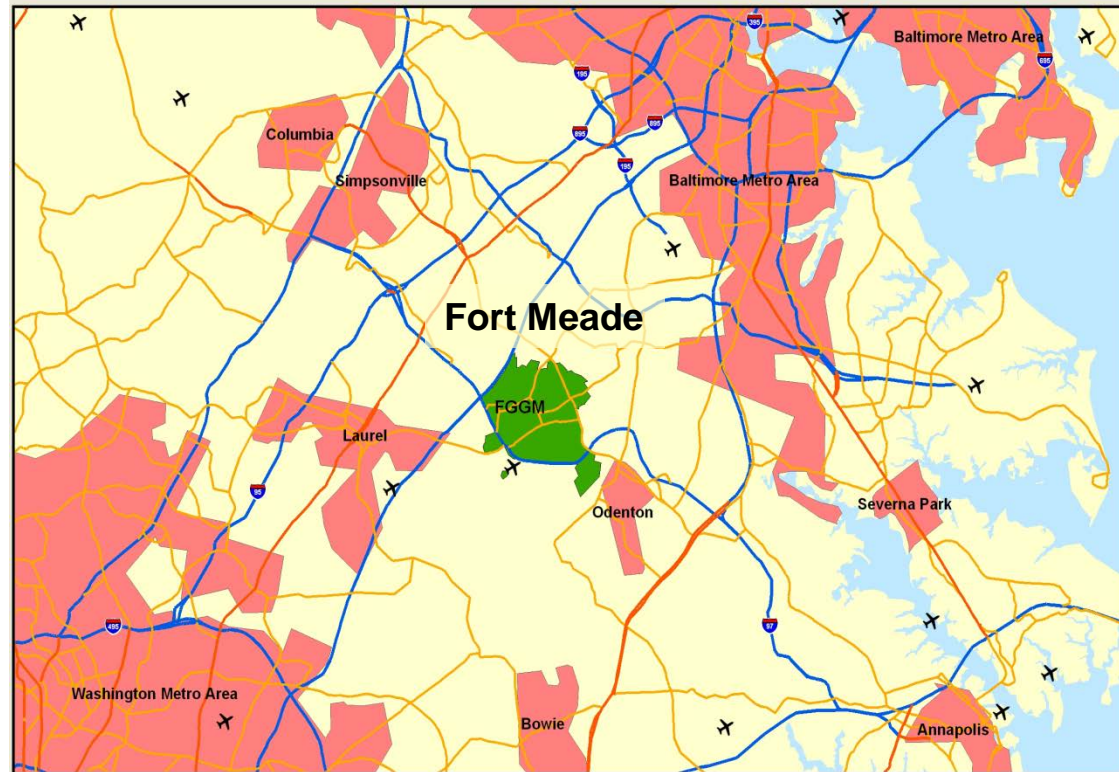 395
Baltimore Metro Area
695
195
895
895
Columbia
195
Simpsonville
Baltimore Metro Area
Fort Meade
FGGM
Laurel
95
Severna Park
Odenton
495
97
Washington Metro Area
Bowie
Annapolis